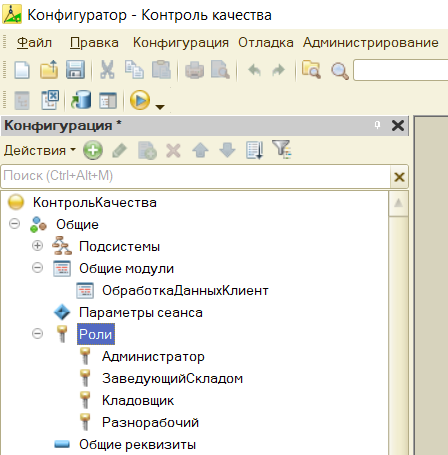 Конфигуратор - Контроль качества
Файл Правка Конфигурация Отладка Администрирование
Конфигурация *
Действия
Поиск (Ctrl+Alt+M)
КонтрольКачества
Общие
Подсистемы
Общие модули
ОбработкаДанныхКлиент
Параметры сеанса
Роли
Администратор
ЗаведующийСкладом
Кладовщик
Разнорабочий
Общие реквизиты